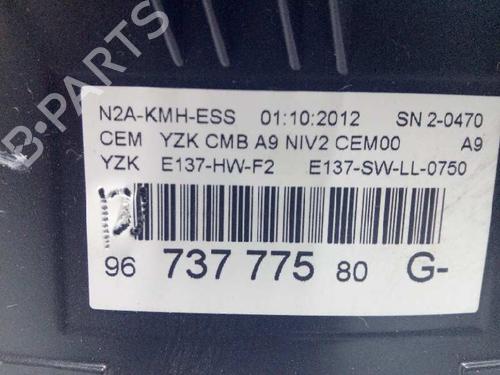 B-PARTS
N2A-KMH-ESS 01:10:2012 SN 2-0470
CEM YZK CMB A9 NIV2 CEM00 A9
YZK E137-HW-F2 E137-SW-LL-0750
96 737 775 80 G-